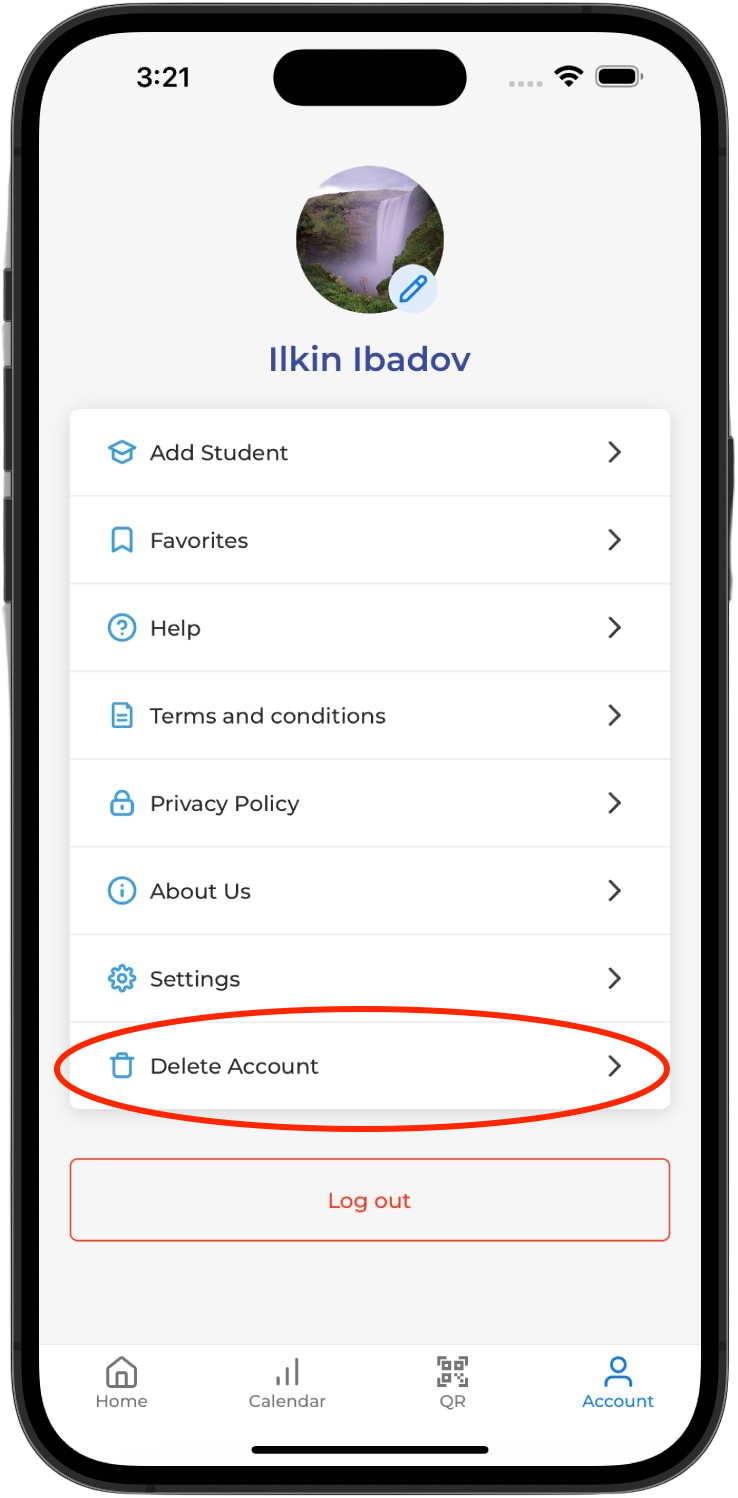 3:21
Ilkin Ibadov
Add Student
Favorites
Help
Terms and conditions
Privacy Policy
About Us
Settings
Delete Account
Log out
Home
Calendar
QR
Account